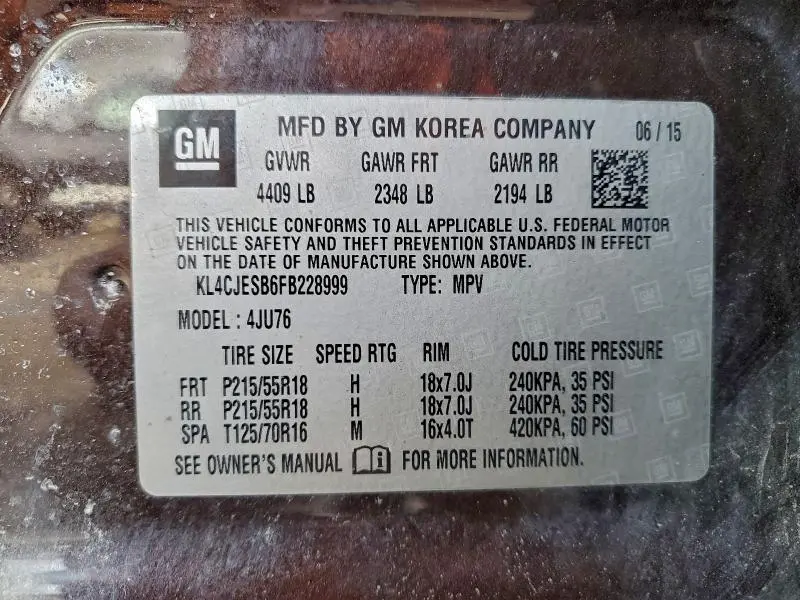 GM MFD BY GM KOREA COMPANY 06 / 15
GVWR GAWR FRT GAWR RR
4409 LB 2348 LB 2194 LB
THIS VEHICLE CONFORMS TO ALL APPLICABLE U.S. FEDERAL MOTOR
VEHICLE SAFETY AND THEFT PREVENTION STANDARDS IN EFFECT
ON THE DATE OF MANUFACTURE SHOWN ABOVE.
KL4CJESB6FB228999 TYPE: MPV
MODEL : 4JU76
TIRE SIZE SPEED RTG RIM COLD TIRE PRESSURE
FRT P215/55R18 H 18x7.0J 240KPA, 35 PSI
RR P215/55R18 H 18x7.0J 240KPA, 35 PSI
SPA T125/70R16 M 16x4.0T 420KPA, 60 PSI
SEE OWNER'S MANUAL i FOR MORE INFORMATION.